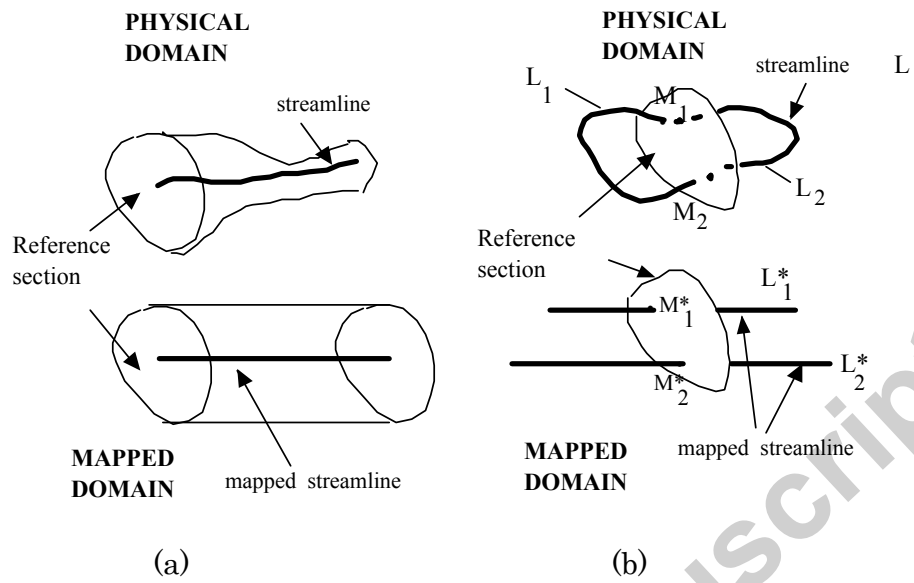 PHYSICAL
DOMAIN
streamline
Reference
section
MAPPED
DOMAIN
mapped streamline
(a)
PHYSICAL
DOMAIN
streamline
L
L1
M1
L2
M2
Reference
section
L*1
M*1
M*2
L*2
MAPPED
DOMAIN
mapped streamline
(b)
uscrip